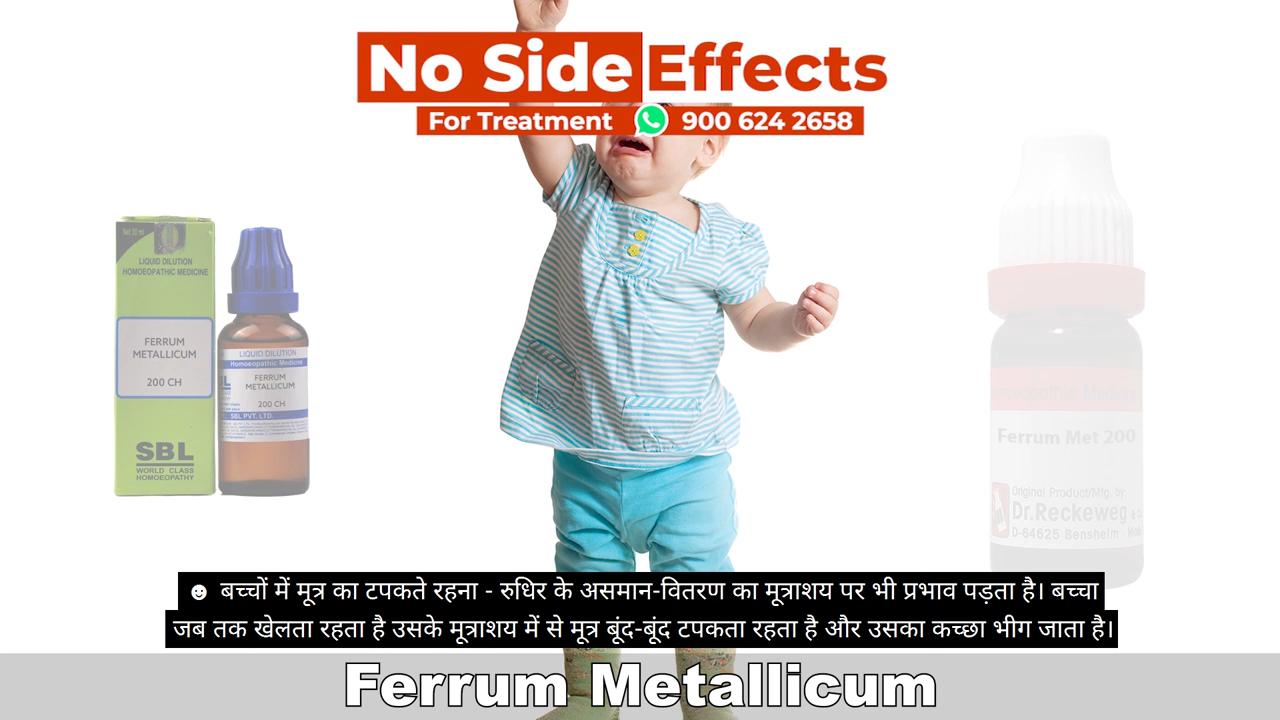 No Side Effects
For Treatment 900 624 2658
Net 30 ml
LIQUID DILUTION
HOMOEOPATHIC MEDICINE
FERRUM
METALLICUM
200 CH
SBL
WORLD CLASS
HOMOEOPATHY
LIQUID DILUTION
Homoeopathic Medicine
FERRUM
METALLICUM
200 CH
SBL PVT. LTD.
Ferrum Met.200
Original Product/Mfg. by:
Dr.Reckeweg
D-64625 Bensheim
☻ बच्चों में मूत्र का टपकते रहना - रुधिर के असमान-वितरण का मूत्राशय पर भी प्रभाव पड़ता है। बच्चा
जब तक खेलता रहता है उसके मूत्राशय में से मूत्र बूंद-बूंद टपकता रहता है और उसका कच्छा भीग जाता है।
Ferrum Metallicum